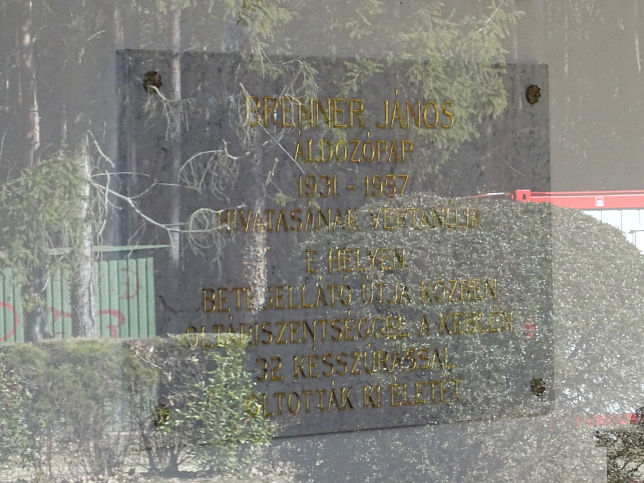 BRENNER JÁNOS
ÁLDOZÓPAP
1931 - 1957
HIVATÁSÁNAK VÉRTANÚJA
E HELYEN
BETEGELLÁTÓ ÚTJA KÖZBEN
OLTÁRISZENTSÉGGEL A KEBLÉN
32 KÉSSZÚRÁSSAL
OLTOTTÁK KI ÉLETÉT